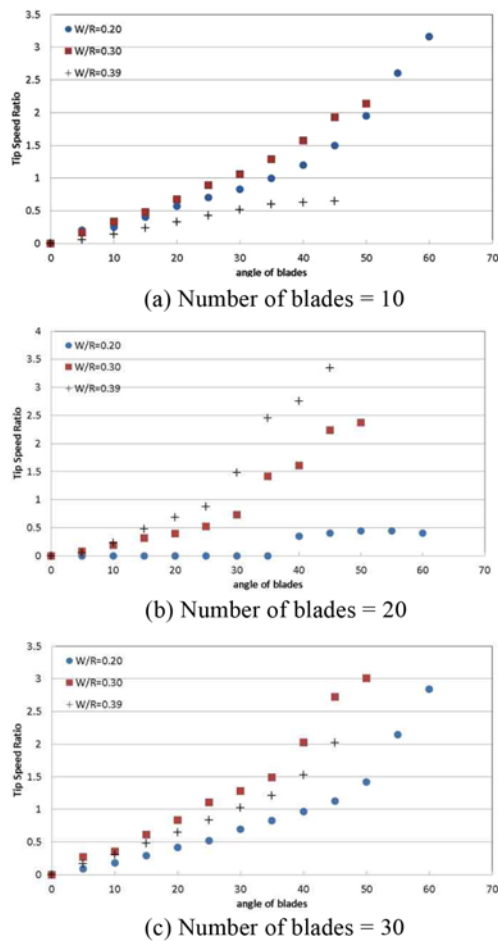 3.5
3
2.5
2
1.5
1
0.5
0
Tip Speed Ratio
W/R=0.20
W/R=0.30
W/R=0.39
0 10 20 30 40 50 60 70
angle of blades
(a) Number of blades = 10
4
3.5
3
2.5
2
1.5
1
0.5
0
Tip Speed Ratio
W/R=0.20
W/R=0.30
W/R=0.39
0 10 20 30 40 50 60 70
angle of blades
(b) Number of blades = 20
3.5
3
2.5
2
1.5
1
0.5
0
Tip Speed Ratio
W/R=0.20
W/R=0.30
W/R=0.39
0 10 20 30 40 50 60 70
angle of blades
(c) Number of blades = 30